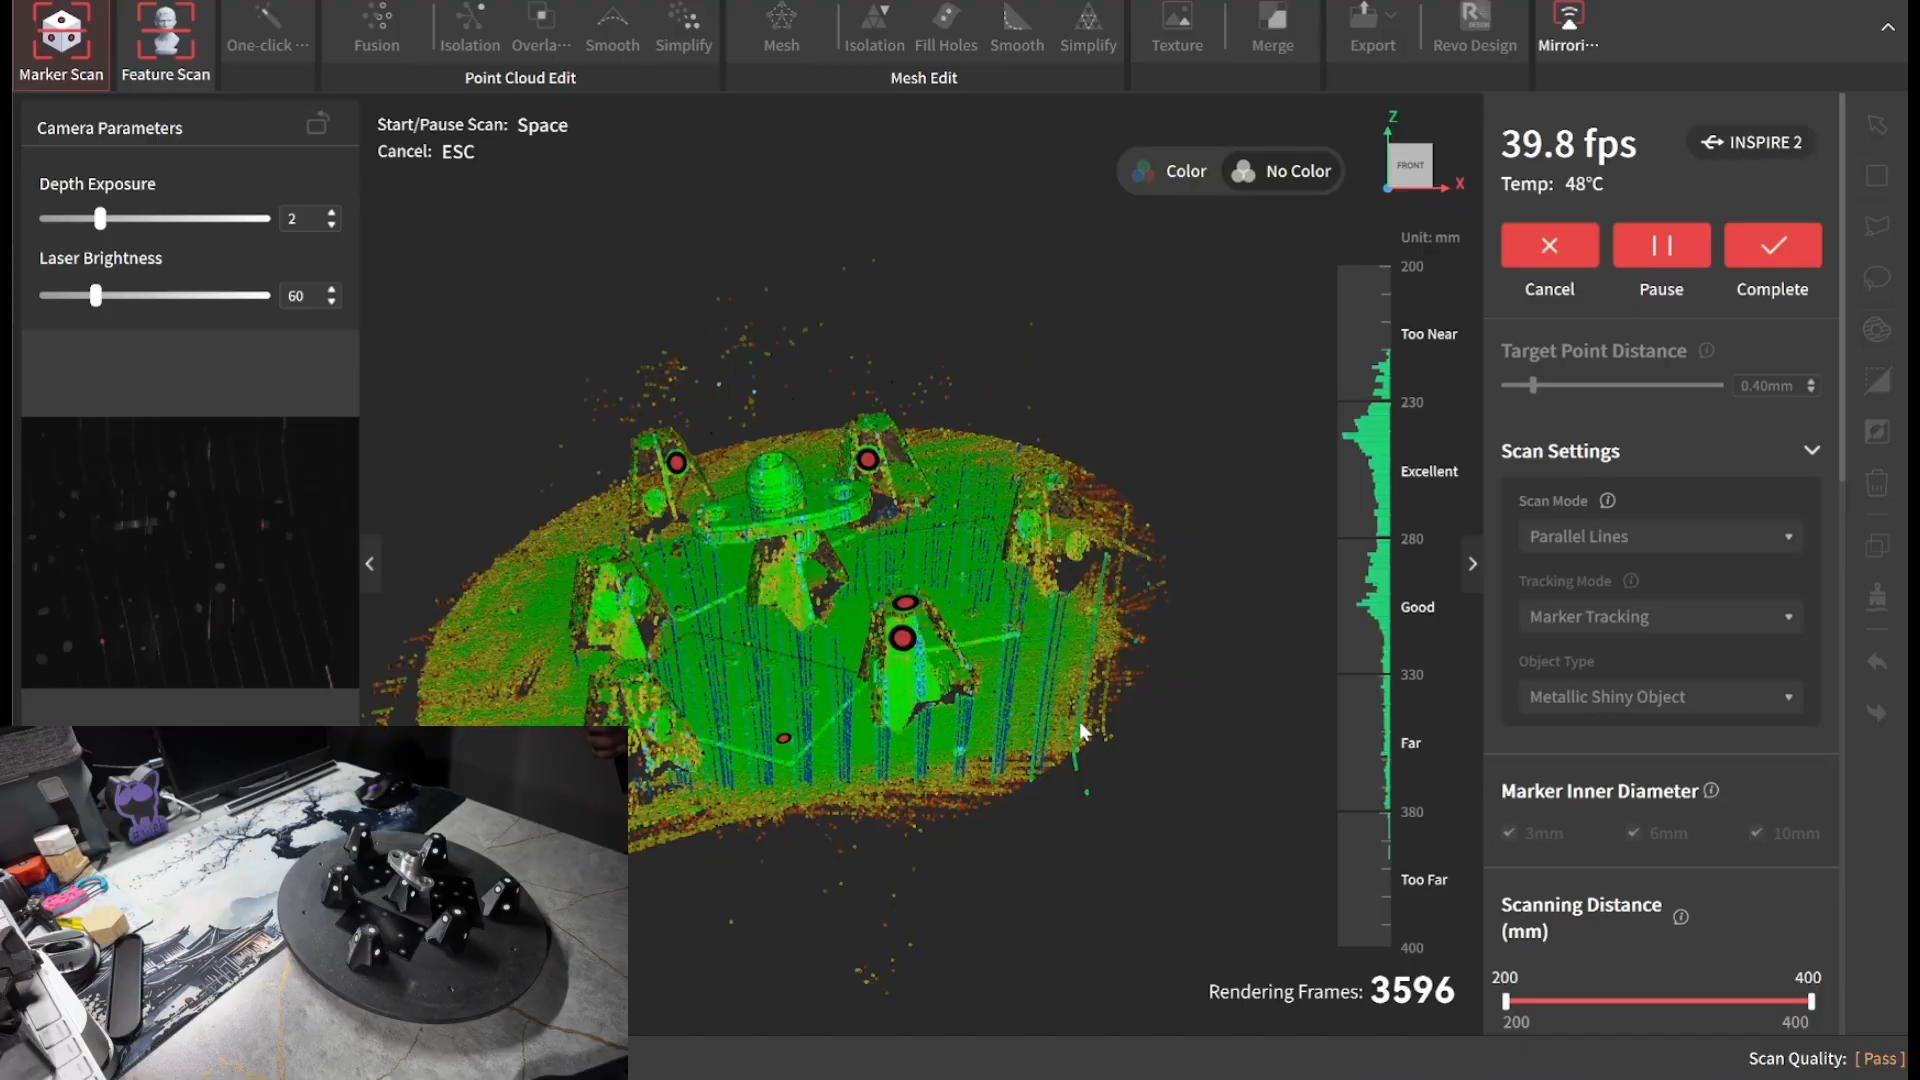 Marker Scan
Feature Scan
One-click ···
Fusion
Isolation
Overla···
Smooth
Simplify
Point Cloud Edit
Mesh
Isolation
Fill Holes
Smooth
Simplify
Mesh Edit
Texture
Merge
Export
Revo Design
Mirrori···
Camera Parameters
Depth Exposure
2
Laser Brightness
60
Start/Pause Scan: Space
Cancel: ESC
Color
No Color
Z
FRONT
X
Unit: mm
200
Too Near
230
Excellent
280
Good
330
Far
380
Too Far
400
Rendering Frames: 3596
39.8 fps
INSPIRE 2
Temp: 48°C
Cancel
Pause
Complete
Target Point Distance
0.40mm
Scan Settings
Scan Mode
Parallel Lines
Tracking Mode
Marker Tracking
Object Type
Metallic Shiny Object
Marker Inner Diameter
3mm
6mm
10mm
Scanning Distance
(mm)
200
400
200
400
Scan Quality: [ Pass ]